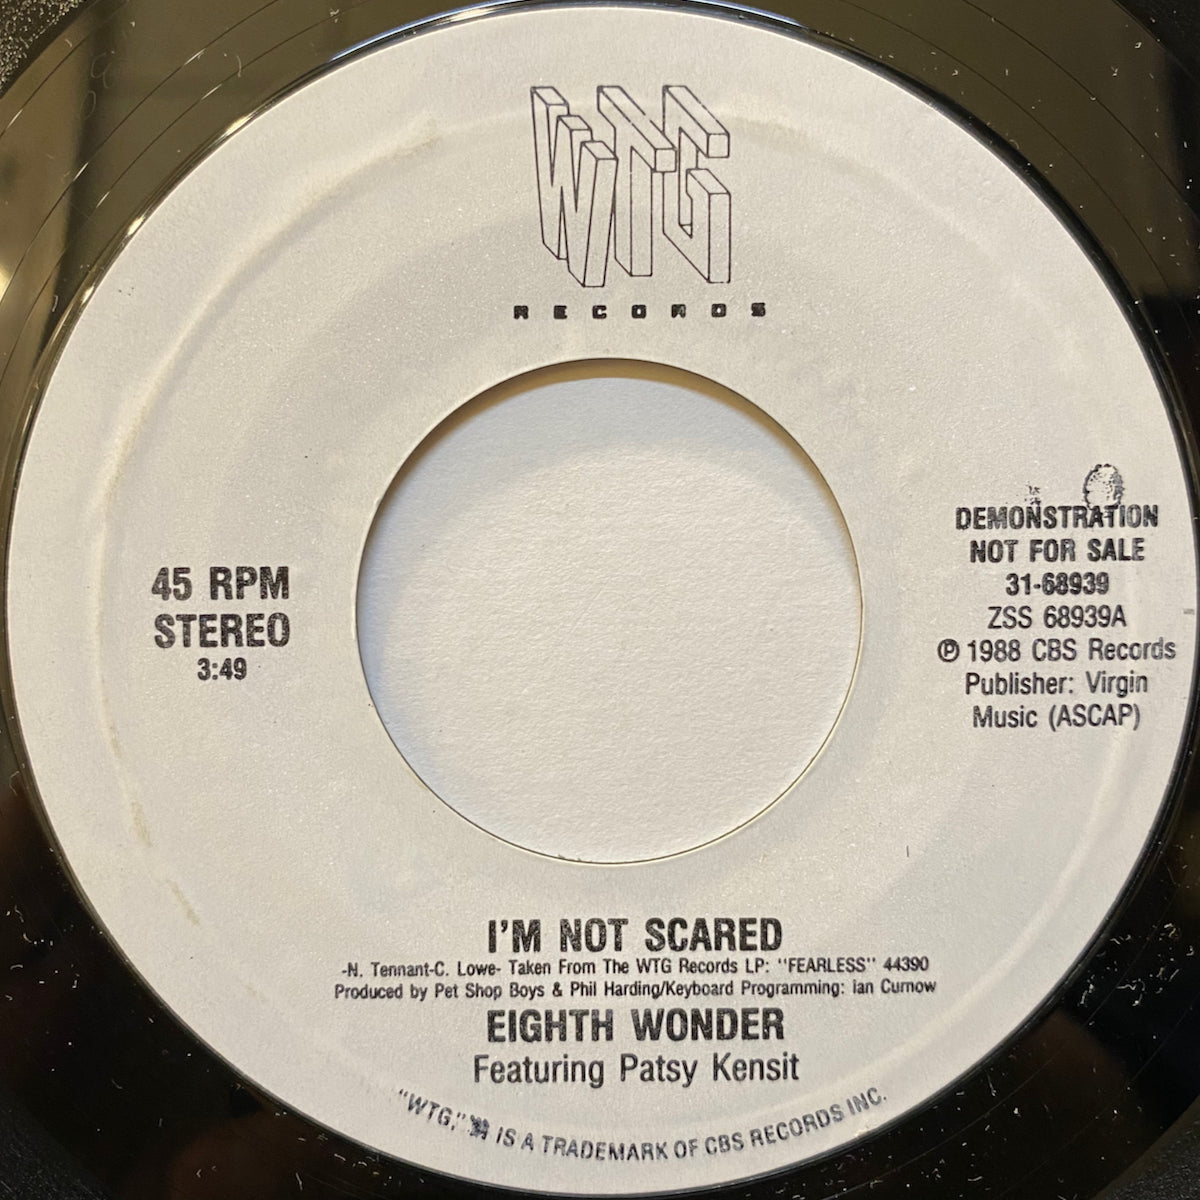 WTG
RECORDS
45 RPM
STEREO
3:49
DEMONSTRATION
NOT FOR SALE
31-68939
ZSS 68939A
℗ 1988 CBS Records
Publisher: Virgin
Music (ASCAP)
I'M NOT SCARED
-N. Tennant-C. Lowe- Taken From The WTG Records LP: "FEARLESS" 44390
Produced by Pet Shop Boys & Phil Harding/Keyboard Programming: Ian Curnow
EIGHTH WONDER
Featuring Patsy Kensit
"WTG," IS A TRADEMARK OF CBS RECORDS INC.